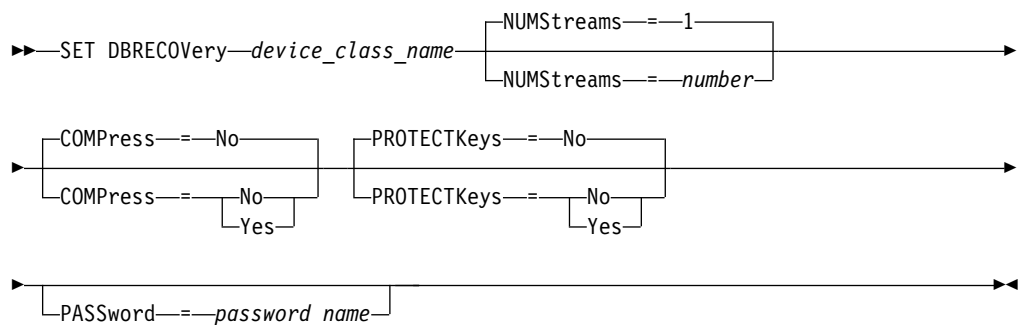 NUMStreams = 1
SET DBRECOVery device_class_name
NUMStreams = number
COMPress = No PROTECTKeys = No
COMPress = No PROTECTKeys = No
Yes Yes
PASSword = password name